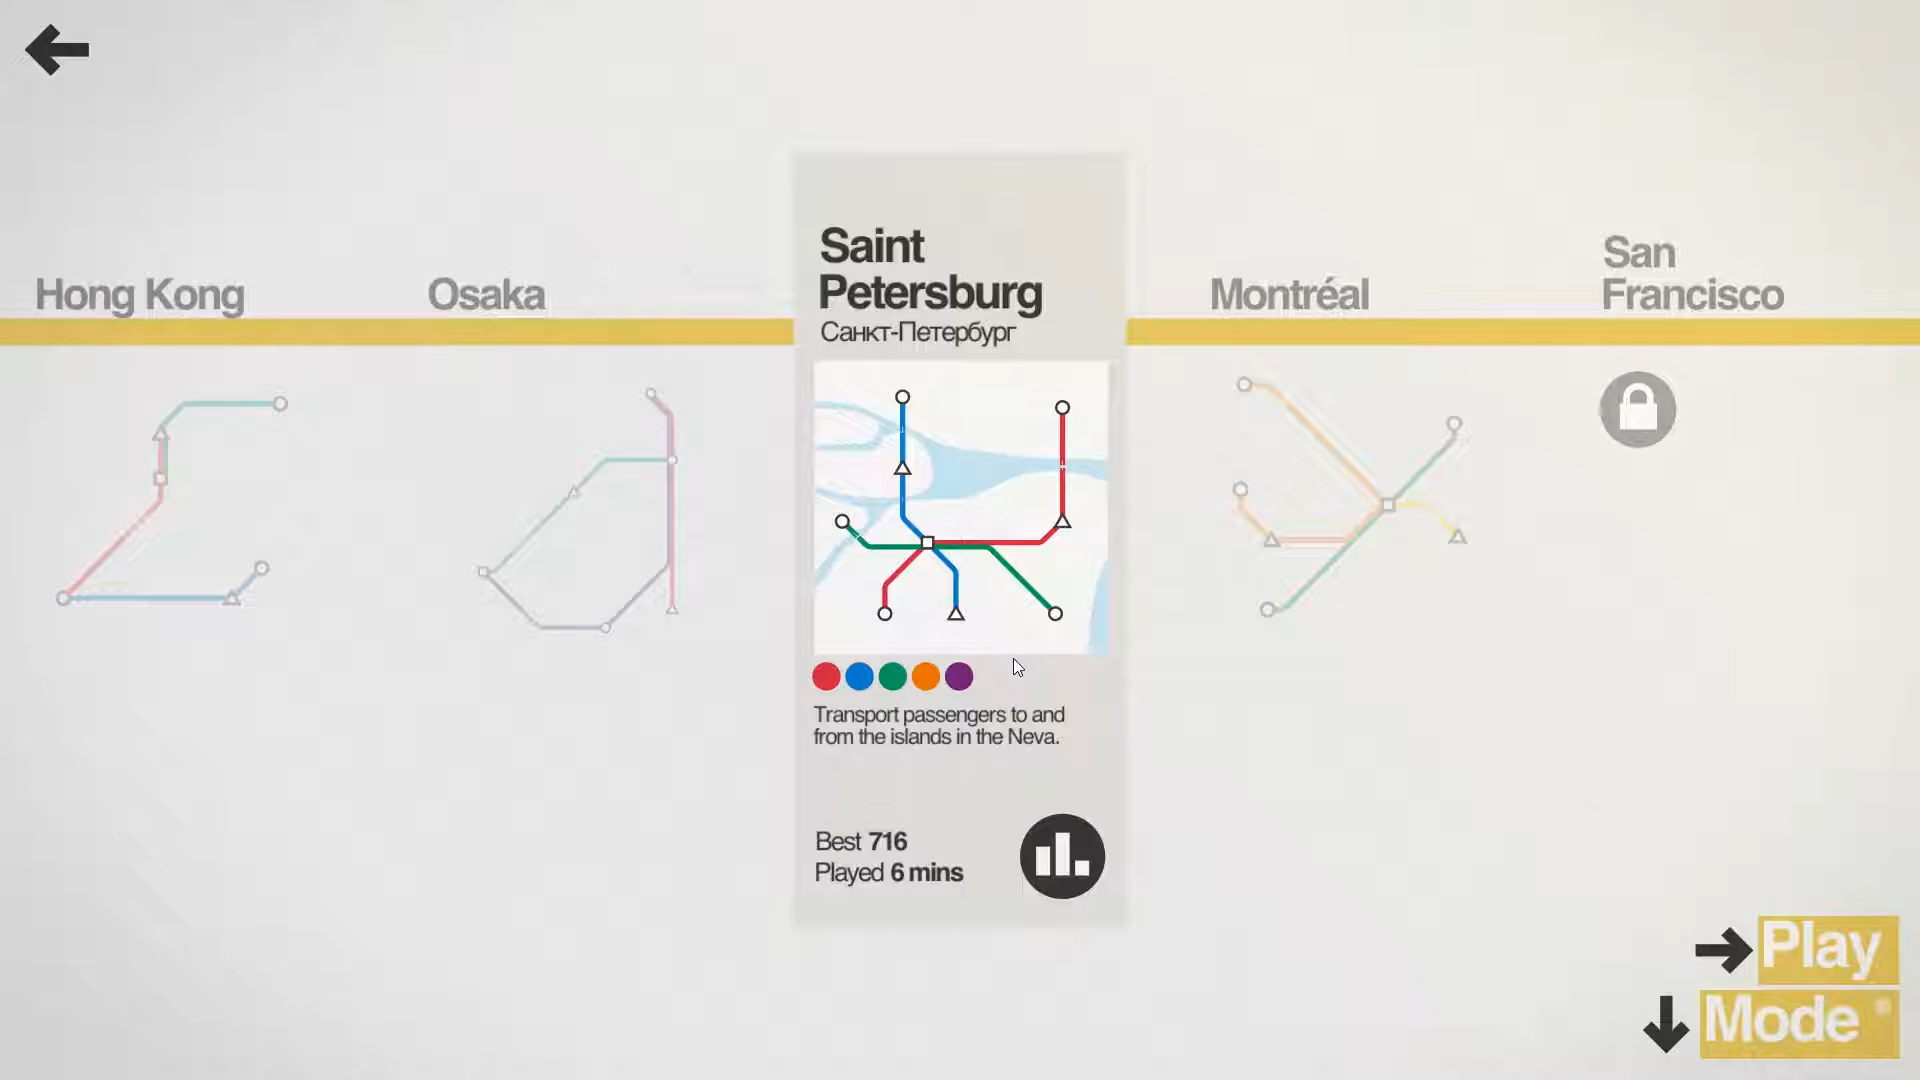 Hong Kong
Osaka
Saint
Petersburg
Санкт-Петербург
Montréal
San
Francisco
Transport passengers to and
from the islands in the Neva.
Best 716
Played 6 mins
Play
Mode